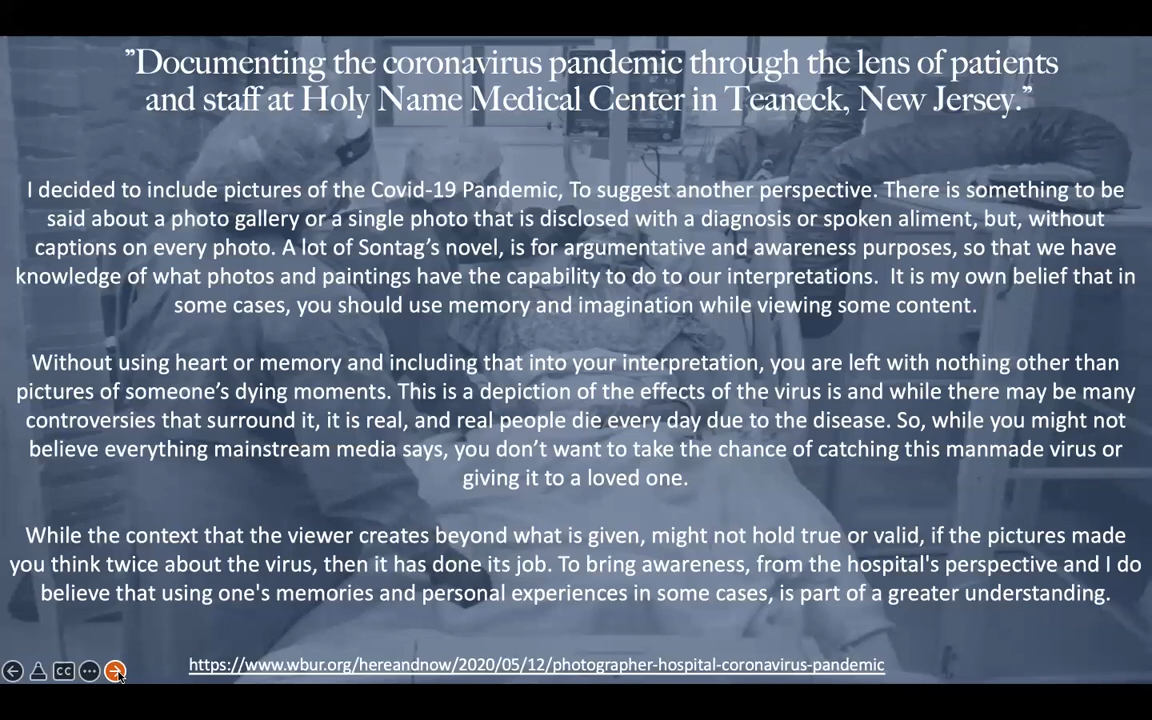 ”Documenting the coronavirus pandemic through the lens of patients
and staff at Holy Name Medical Center in Teaneck, New Jersey.”
I decided to include pictures of the Covid-19 Pandemic, To suggest another perspective. There is something to be
said about a photo gallery or a single photo that is disclosed with a diagnosis or spoken aliment, but, without
captions on every photo. A lot of Sontag’s novel, is for argumentative and awareness purposes, so that we have
knowledge of what photos and paintings have the capability to do to our interpretations. It is my own belief that in
some cases, you should use memory and imagination while viewing some content.
Without using heart or memory and including that into your interpretation, you are left with nothing other than
pictures of someone’s dying moments. This is a depiction of the effects of the virus is and while there may be many
controversies that surround it, it is real, and real people die every day due to the disease. So, while you might not
believe everything mainstream media says, you don’t want to take the chance of catching this manmade virus or
giving it to a loved one.
While the context that the viewer creates beyond what is given, might not hold true or valid, if the pictures made
you think twice about the virus, then it has done its job. To bring awareness, from the hospital's perspective and I do
believe that using one's memories and personal experiences in some cases, is part of a greater understanding.
https://www.wbur.org/hereandnow/2020/05/12/photographer-hospital-coronavirus-pandemic
CC